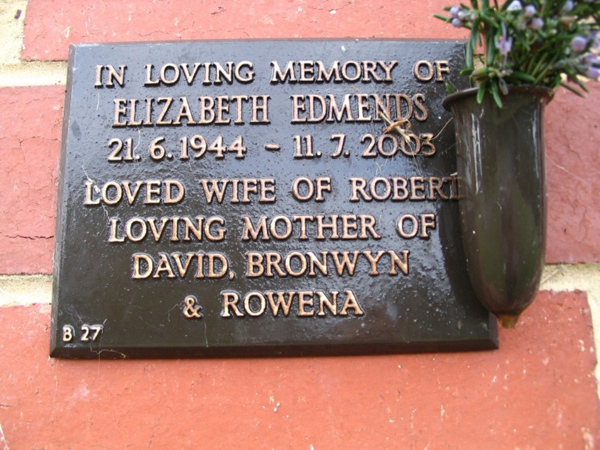 IN LOVING MEMORY OF
ELIZABETH EDMENDS
21.6.1944 - 11.7.2003
LOVED WIFE OF ROBERT
LOVING MOTHER OF
DAVID, BRONWYN
& ROWENA
B 27